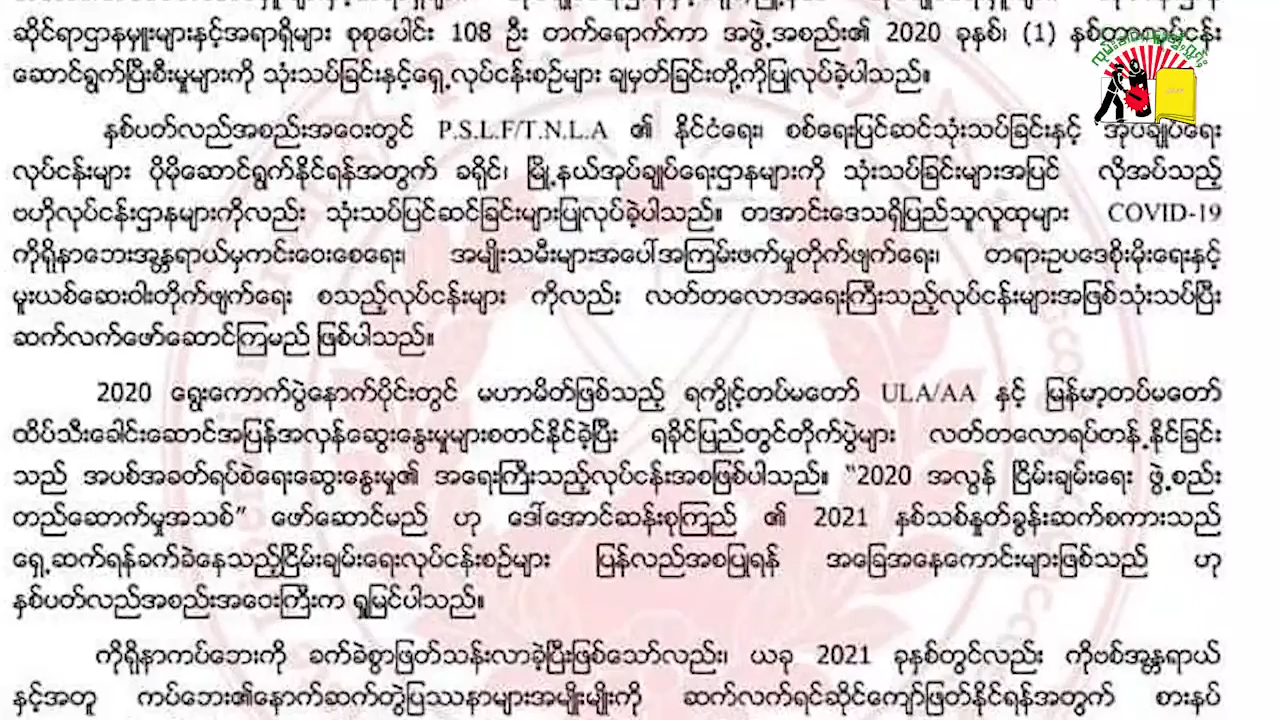 ဆိုင်ရာဌာနမှူးများနှင့်အရာရှိများ စုစုပေါင်း 108 ဦး တက်ရောက်ကာ အဖွဲ့အစည်း၏ 2020 ခုနှစ်၊ (1) နှစ်တာလုပ်ငန်း
ဆောင်ရွက်ပြီးစီးမှုများကို သုံးသပ်ခြင်းနှင့်ရှေ့လုပ်ငန်းစဉ်များ ချမှတ်ခြင်းတို့ကိုပြုလုပ်ခဲ့ပါသည်။
နှစ်ပတ်လည်အစည်းအဝေးတွင် P.S.L.F/T.N.L.A ၏ နိုင်ငံရေး၊ စစ်ရေးပြင်ဆင်သုံးသပ်ခြင်းနှင့် အုပ်ချုပ်ရေး
လုပ်ငန်းများ ပိုမိုဆောင်ရွက်နိုင်ရန်အတွက် ခရိုင်၊ မြို့နယ်အုပ်ချုပ်ရေးဌာနများကို သုံးသပ်ခြင်းများအပြင် လိုအပ်သည့်
ဗဟိုလုပ်ငန်းဌာနများကိုလည်း သုံးသပ်ပြင်ဆင်ခြင်းများပြုလုပ်ခဲ့ပါသည်။ တအာင်းဒေသရှိပြည်သူလူထုများ COVID-19
ကိုရိုနာဘေးအန္တရာယ်မှကင်းဝေးစေရေး၊ အမျိုးသမီးများအပေါ်အကြမ်းဖက်မှုတိုက်ဖျက်ရေး၊ တရားဥပဒေစိုးမိုးရေးနှင့်
မူးယစ်ဆေးဝါးတိုက်ဖျက်ရေး စသည့်လုပ်ငန်းများ ကိုလည်း လတ်တလောအရေးကြီးသည့်လုပ်ငန်းများအဖြစ်သုံးသပ်ပြီး
ဆက်လက်ဖော်ဆောင်ကြမည် ဖြစ်ပါသည်။
2020 ရွေးကောက်ပွဲနောက်ပိုင်းတွင် မဟာမိတ်ဖြစ်သည့် ရက္ခိုင့်တပ်မတော် ULA/AA နှင့် မြန်မာ့တပ်မတော်
ထိပ်သီးခေါင်းဆောင်အပြန်အလှန်ဆွေးနွေးမှုများစတင်နိုင်ခဲ့ပြီး ရခိုင်ပြည်တွင်တိုက်ပွဲများ လတ်တလောရပ်တန့်နိုင်ခြင်း
သည် အပစ်အခတ်ရပ်စဲရေးဆွေးနွေးမှု၏ အရေးကြီးသည့်လုပ်ငန်းအစဖြစ်ပါသည်။ "2020 အလွန် ငြိမ်းချမ်းရေး ဖွဲ့စည်း
တည်ဆောက်မှုအသစ်" ဖော်ဆောင်မည် ဟု ဒေါ်အောင်ဆန်းစုကြည် ၏ 2021 နှစ်သစ်နှုတ်ခွန်းဆက်စကားသည်
ရှေ့ဆက်ရန်ခက်ခဲနေသည့်ငြိမ်းချမ်းရေးလုပ်ငန်းစဉ်များ ပြန်လည်အစပြုရန် အခြေအနေကောင်းများဖြစ်သည် ဟု
နှစ်ပတ်လည်အစည်းအဝေးကြီးက ရှုမြင်ပါသည်။
ကိုရိုနာကပ်ဘေးကို ခက်ခဲစွာဖြတ်သန်းလာခဲ့ပြီးဖြစ်သော်လည်း၊ ယခု 2021 ခုနှစ်တွင်လည်း ကိုဗစ်အန္တရာယ်
နှင့်အတူ ကပ်ဘေး၏နောက်ဆက်တွဲပြဿနာများအမျိုးမျိုးကို ဆက်လက်ရင်ဆိုင်ကျော်ဖြတ်နိုင်ရန်အတွက် စားနပ်